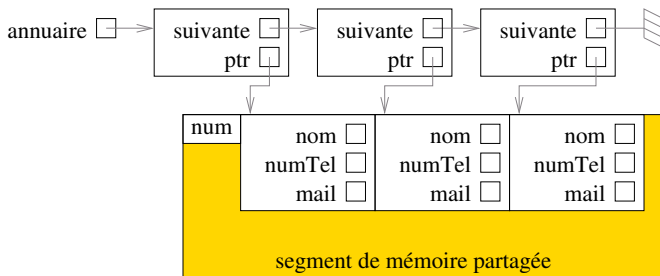 annuaire suivante suivante suivante
ptr ptr ptr
num nom nom nom
numTel numTel numTel
mail mail mail
segment de mémoire partagée